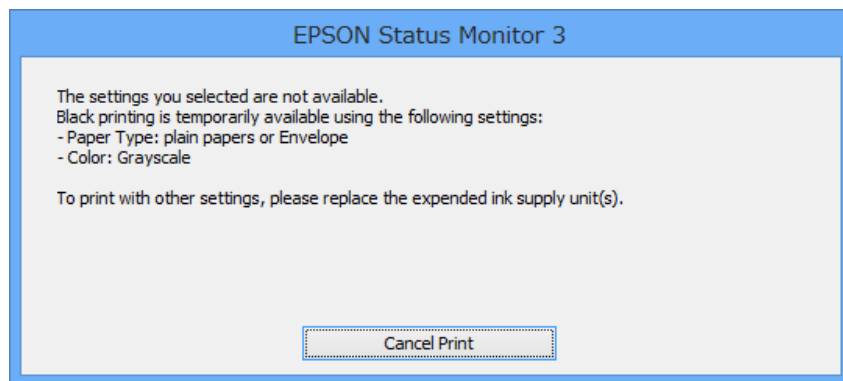 EPSON Status Monitor 3
The settings you selected are not available.
Black printing is temporarily available using the following settings:
- Paper Type: plain papers or Envelope
- Color: Grayscale
To print with other settings, please replace the expended ink supply unit(s).
Cancel Print